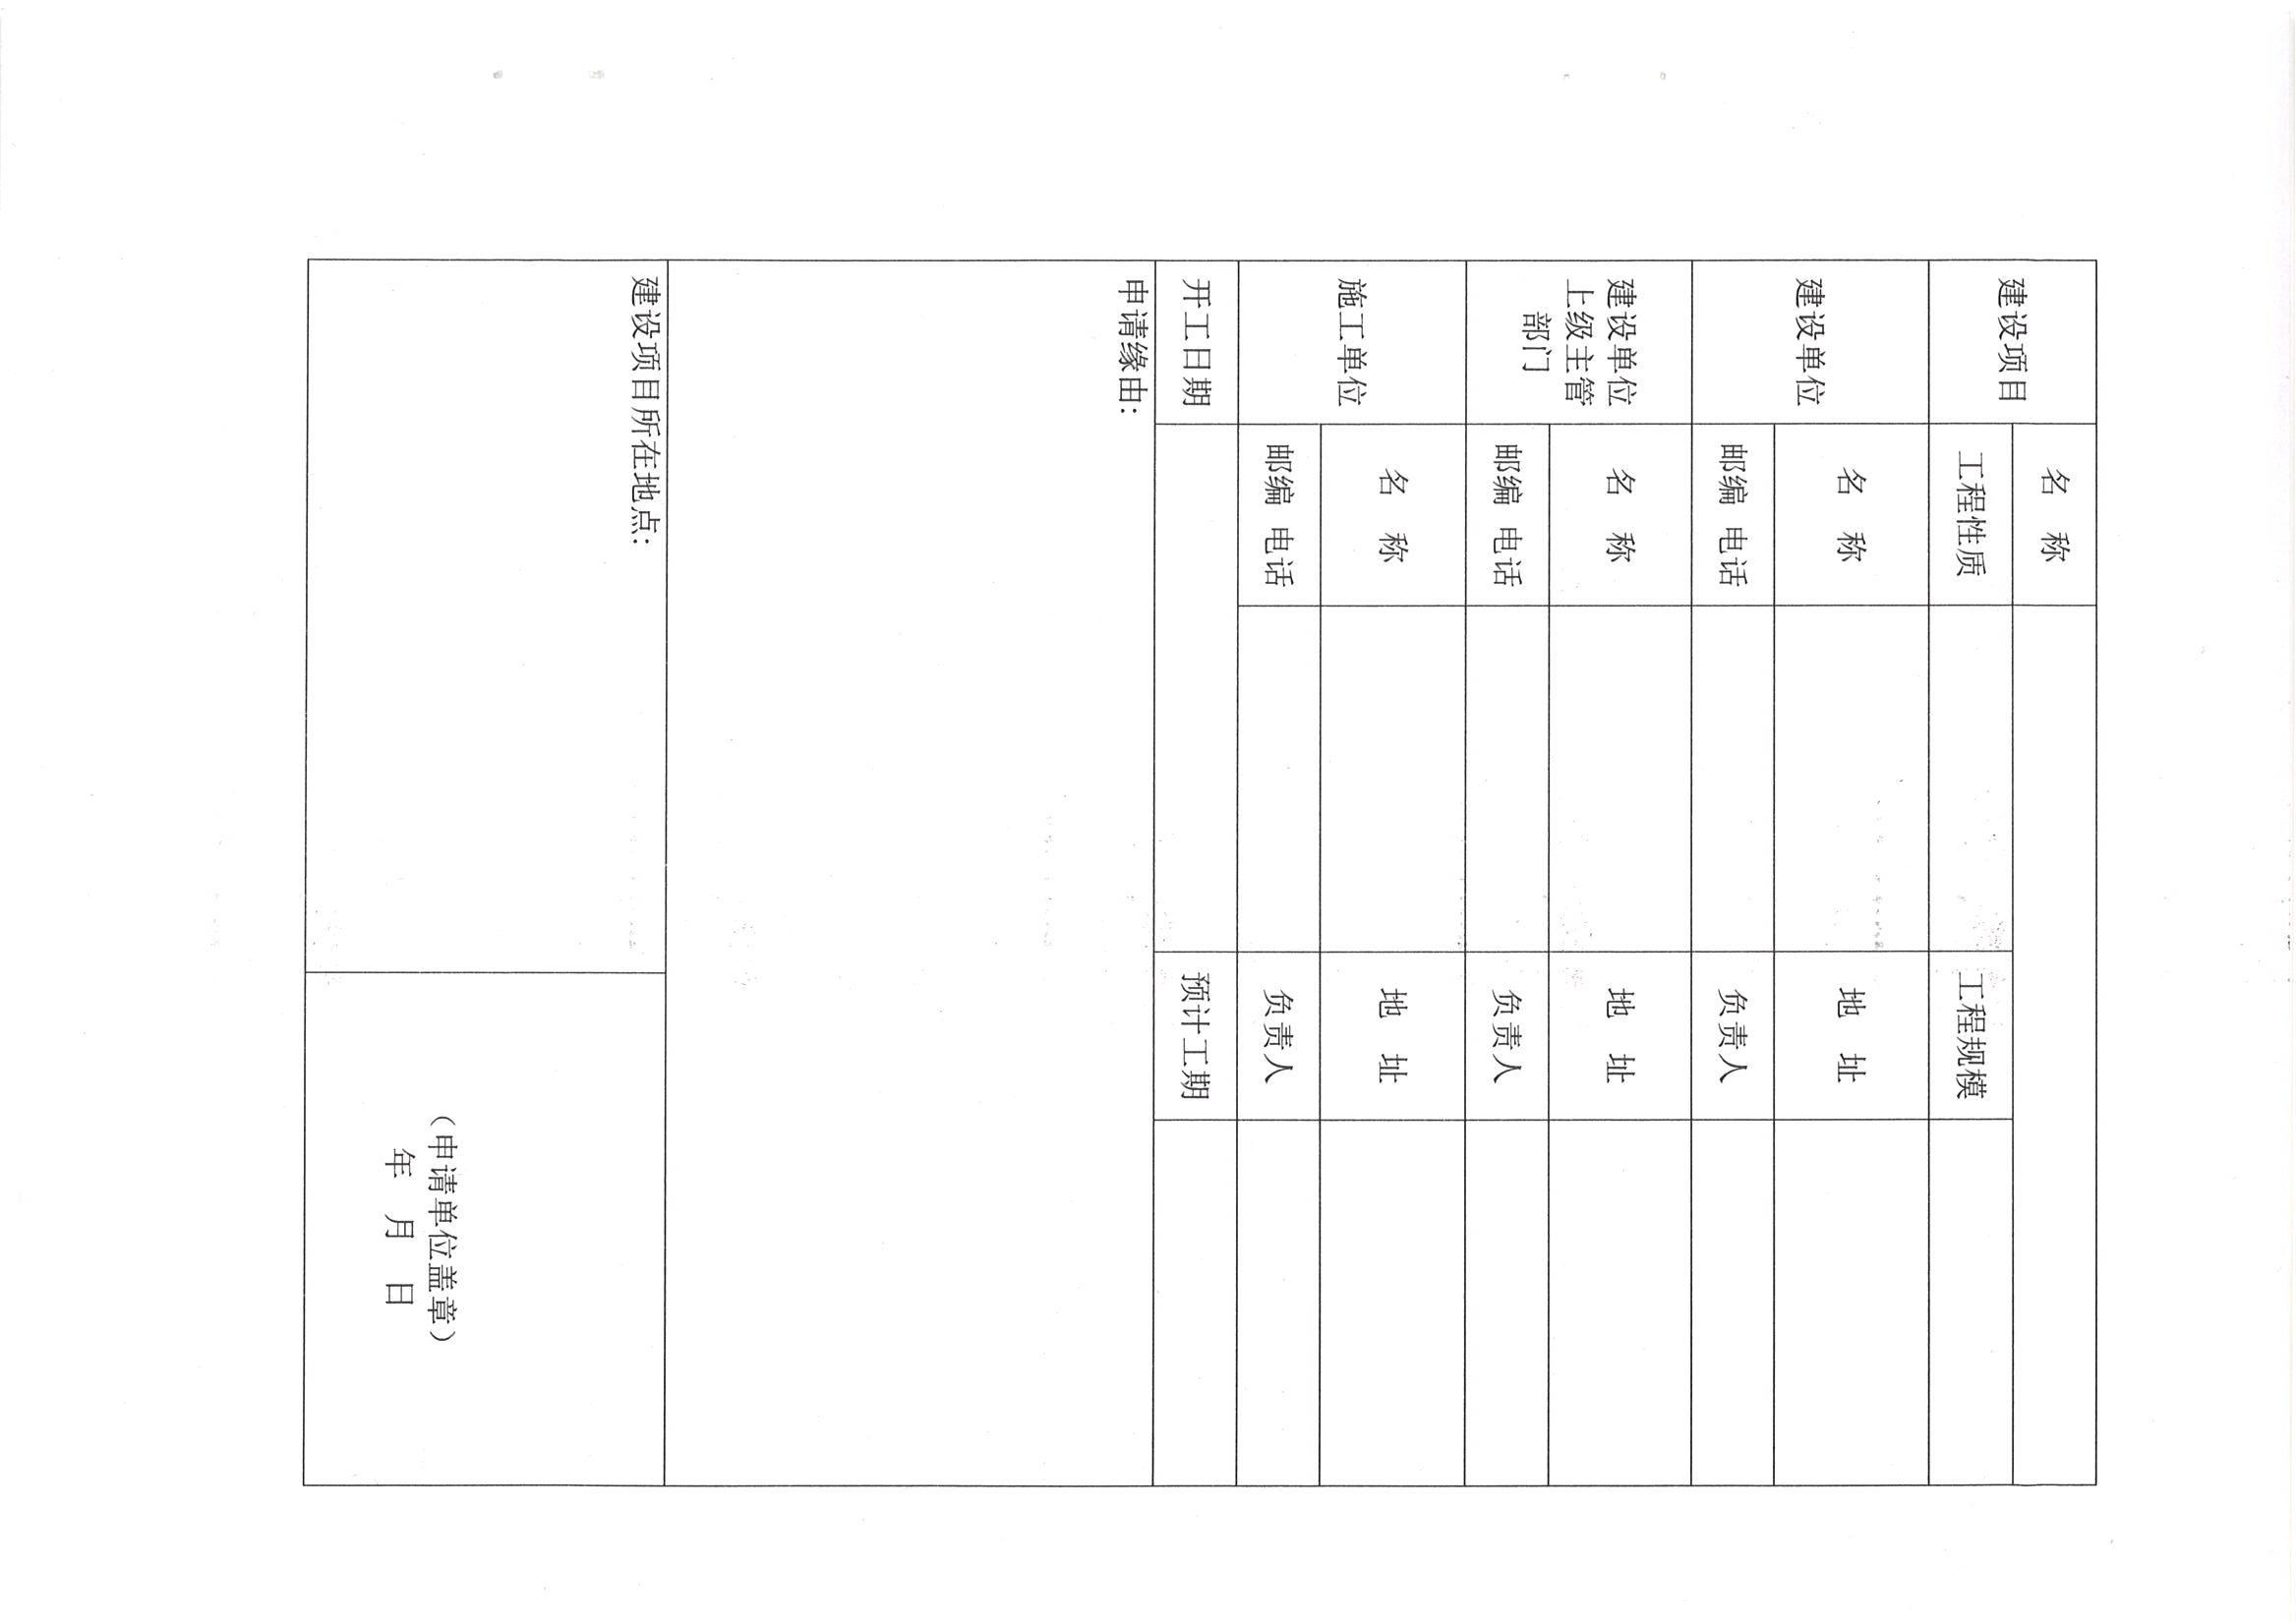 建设项目
名 称
工程性质
工程规模
建设单位
名 称
地 址
邮编 电话
负责人
建设单位
上级主管
部门
名 称
地 址
邮编 电话
负责人
施工单位
名 称
地 址
邮编 电话
负责人
开工日期
预计工期
申请缘由:
建设项目所在地点:
（申请单位盖章）
年 月 日